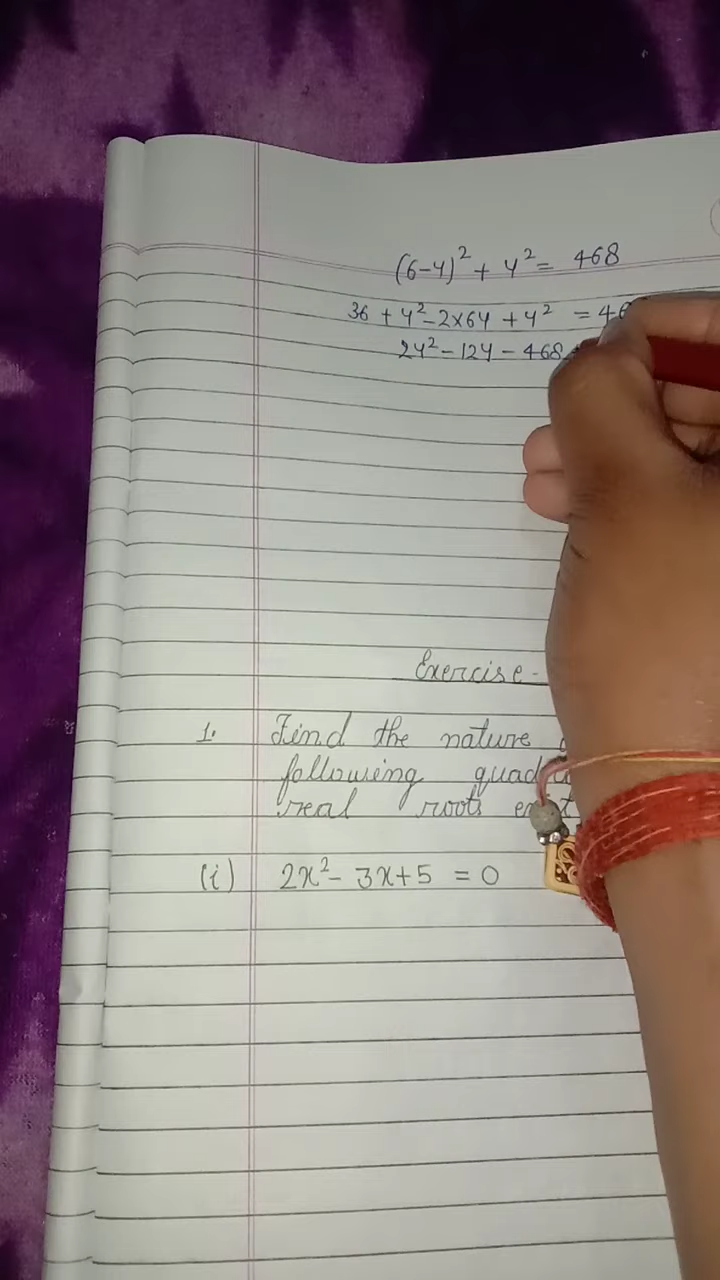 (6-y)² + y² = 468
36 + y² - 2×6y + y² = 46
2y² - 12y - 468
Exercise -
1. Find the nature
following
real roots
(i) 2x² - 3x + 5 = 0